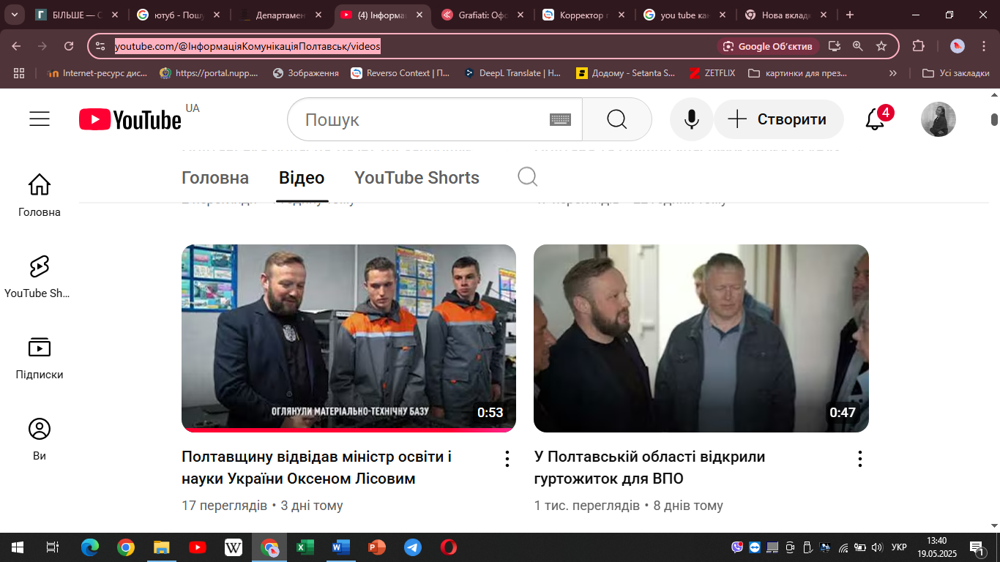 БІЛЬШЕ — С
ютуб - Пошу
Департамен
(4) Інформа
Grafiati: Офо
Корректор г
you tube ка
Нова вкладк
youtube.com/@ІнформаціяКомунікаціяПолтавськ/videos
Google Об'єктив
Internet-ресурс дис...
https://portal.nupp....
Зображення
Reverso Context | П...
DeepL Translate | Н...
Додому - Setanta S...
ZETFLIX
картинки для през...
»
Усі закладки
YouTube UA
Пошук
Створити
4
Головна
Відео
YouTube Shorts
Головна
YouTube Sh...
Підписки
Ви
ОГЛЯНУЛИ МАТЕРІАЛЬНО-ТЕХНІЧНУ БАЗУ
0:53
0:47
Полтавщину відвідав міністр освіти і
науки України Оксеном Лісовим
17 переглядів • 3 дні тому
У Полтавській області відкрили
гуртожиток для ВПО
1 тис. переглядів • 8 днів тому
УКР
13:40
19.05.2025
1